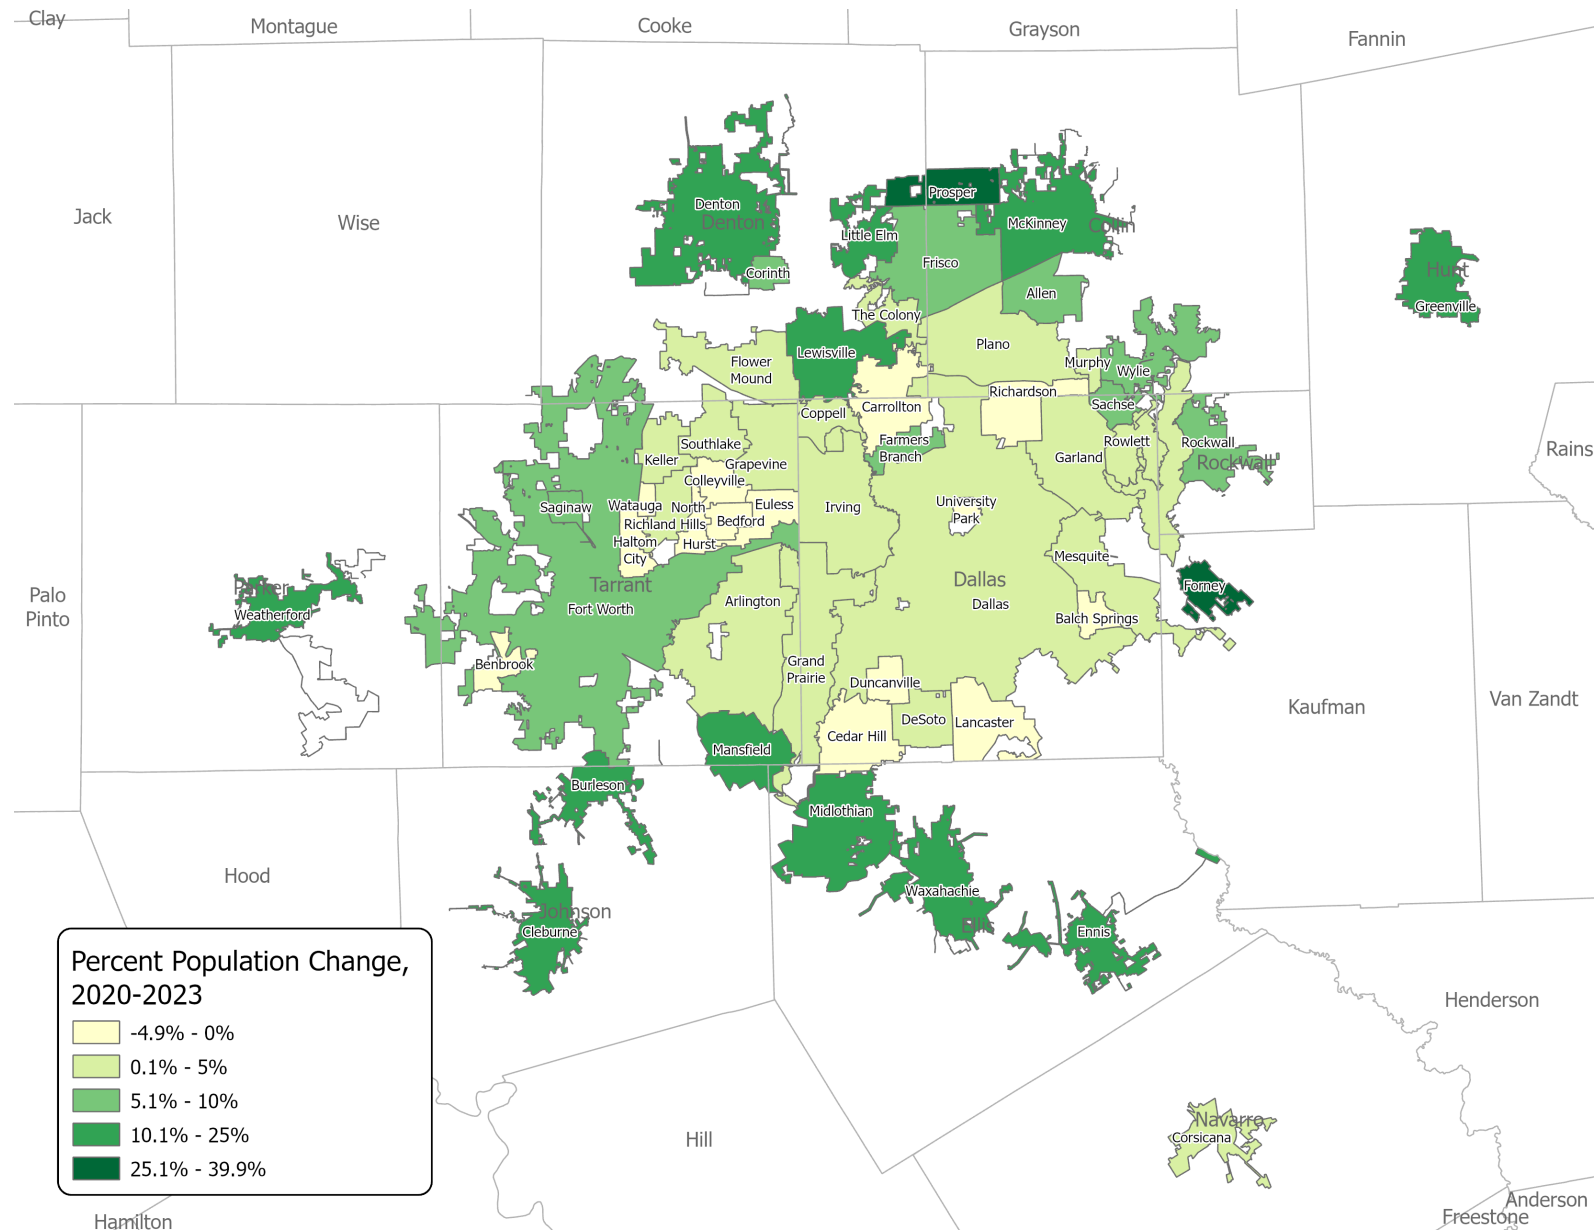 Clay
Montague
Cooke
Grayson
Fannin
Jack
Wise
Denton
Denton
Corinth
Prosper
Little Elm
McKinney
Collin
Frisco
Allen
Hunt
Greenville
The Colony
Lewisville
Plano
Flower
Mound
Murphy
Wylie
Richardson
Carrollton
Coppell
Sachse
Farmers
Branch
Southlake
Keller
Grapevine
Colleyville
Garland
Rowlett
Rockwall
Rockwall
Rains
Saginaw
Watauga
North
Richland Hills
Euless
Bedford
Irving
University
Park
Haltom
City
Hurst
Mesquite
Palo
Pinto
Parker
Weatherford
Tarrant
Fort Worth
Arlington
Dallas
Dallas
Forney
Balch Springs
Benbrook
Grand
Prairie
Duncanville
DeSoto
Lancaster
Cedar Hill
Kaufman
Van Zandt
Mansfield
Burleson
Midlothian
Hood
Johnson
Cleburne
Waxahachie
Ellis
Ennis
Henderson
Percent Population Change,
2020-2023
-4.9% - 0%
0.1% - 5%
5.1% - 10%
10.1% - 25%
25.1% - 39.9%
Hill
Navarro
Corsicana
Anderson
Freestone
Hamilton